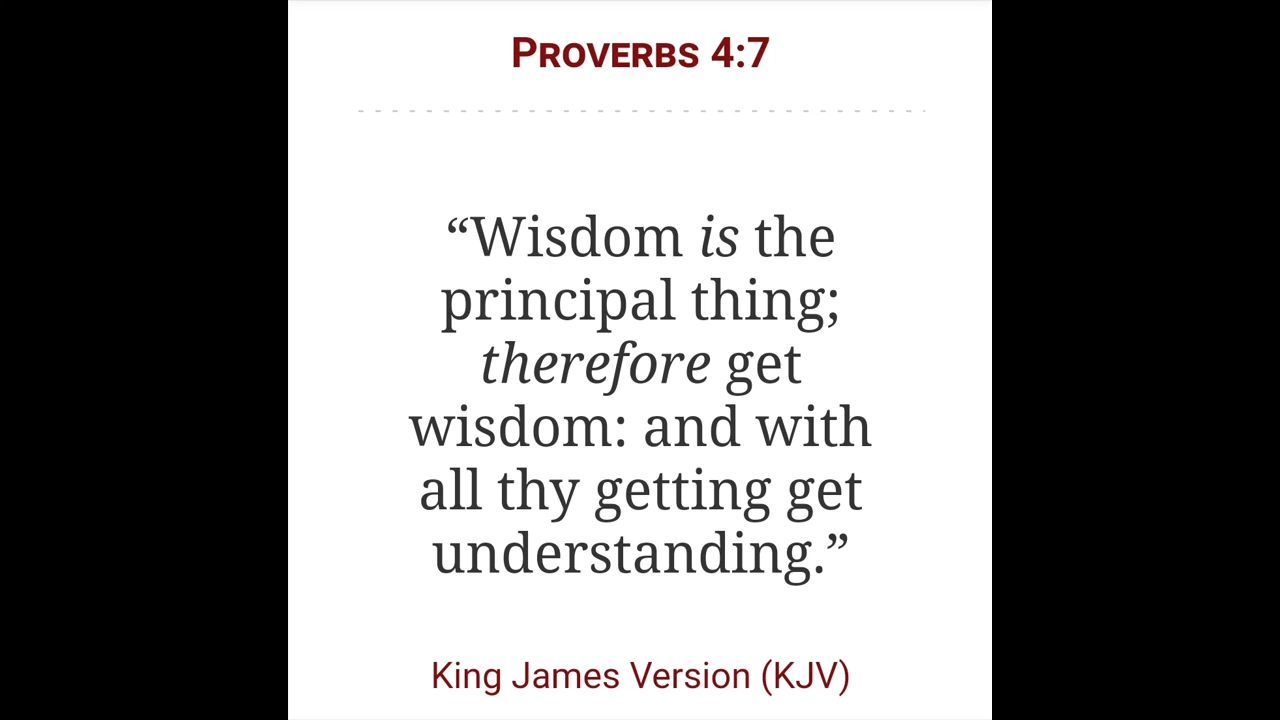 Proverbs 4:7
“Wisdom is the
principal thing;
therefore get
wisdom: and with
all thy getting get
understanding.”
King James Version (KJV)